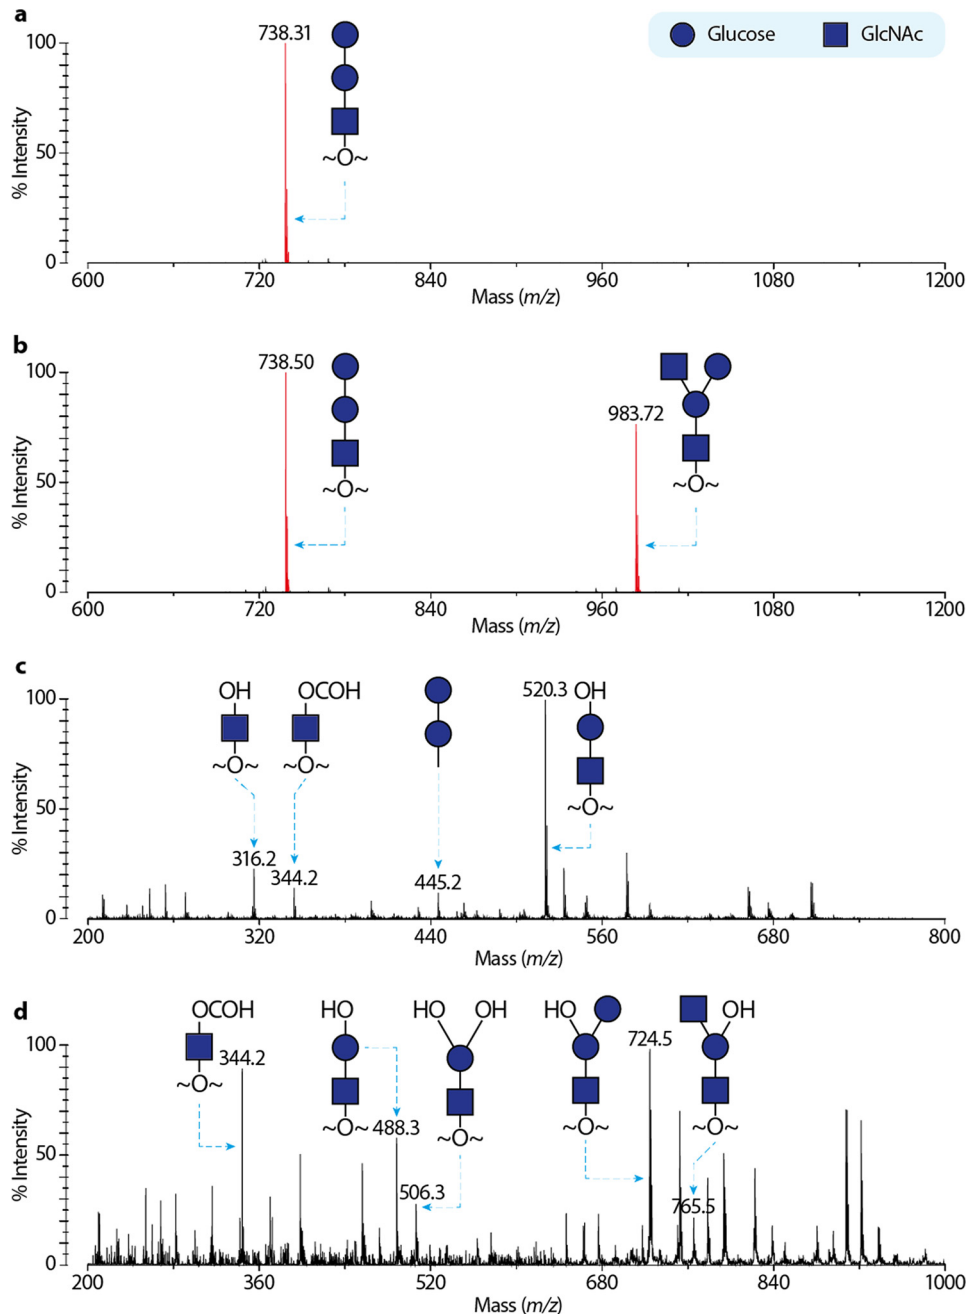 a
738.31
Glucose
GlcNAc
100
50
0
% Intensity
~O~
600 720 840 960 1080 1200
Mass (m/z)
b
738.50
983.72
100
50
0
% Intensity
~O~
~O~
600 720 840 960 1080 1200
Mass (m/z)
c
OH
OCOH
520.3
OH
100
50
0
% Intensity
~O~
~O~
~O~
316.2
344.2
445.2
200 320 440 560 680 800
Mass (m/z)
d
OCOH
HO
HO
OH
HO
OH
100
50
0
% Intensity
344.2
724.5
~O~
~O~
~O~
~O~
~O~
488.3
506.3
765.5
200 360 520 680 840 1000
Mass (m/z)